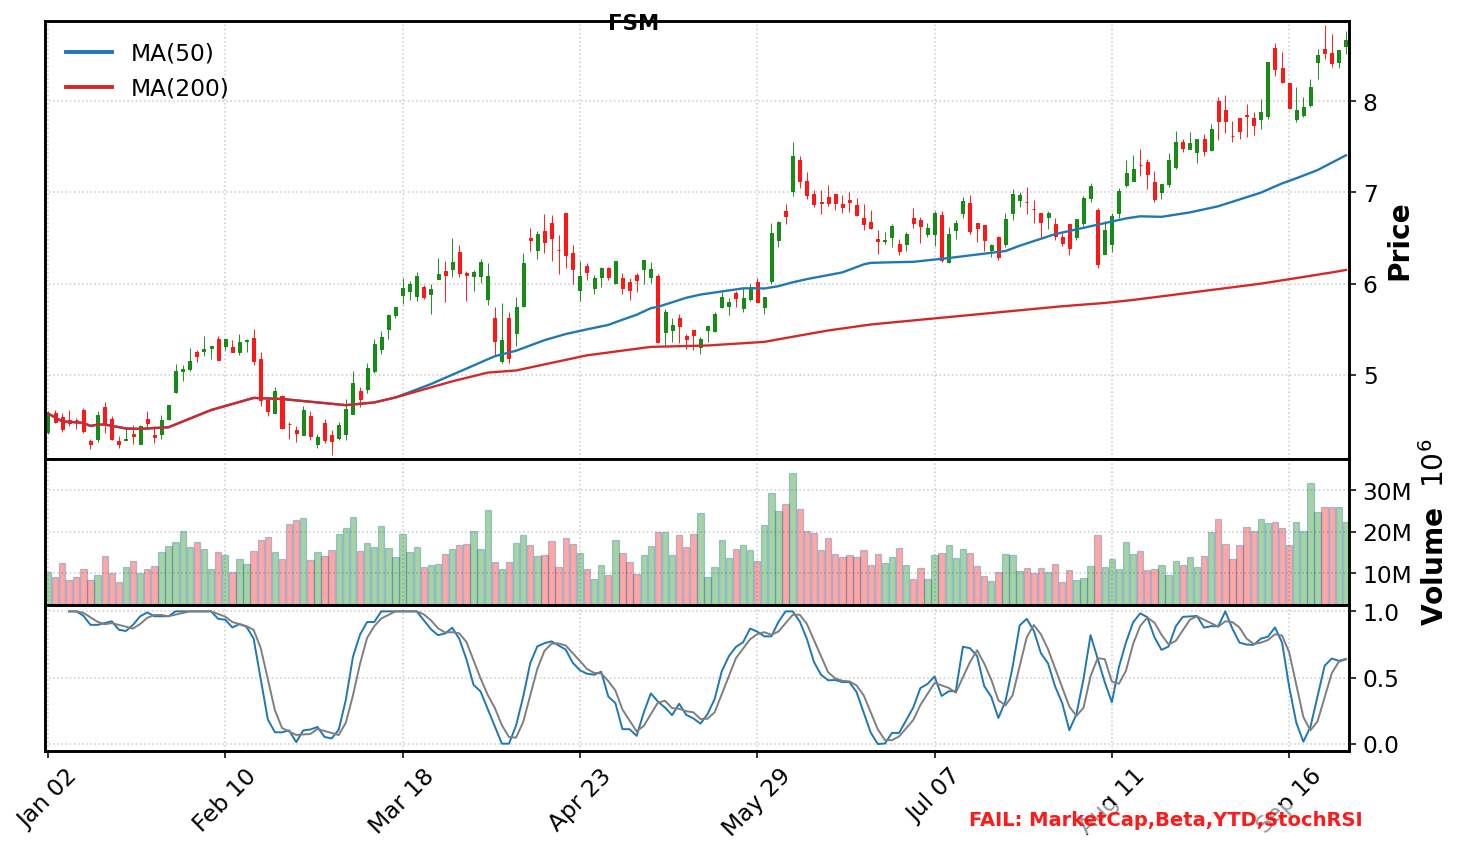 FSM
MA(50)
MA(200)
8
7
6
5
Price
30M
20M
10M
Volume 10^6
1.0
0.5
0.0
Jan 02
Feb 10
Mar 18
Apr 23
May 29
Jul 07
Aug 11
Sep 16
FAIL: MarketCap,Beta,YTD,StochRSI